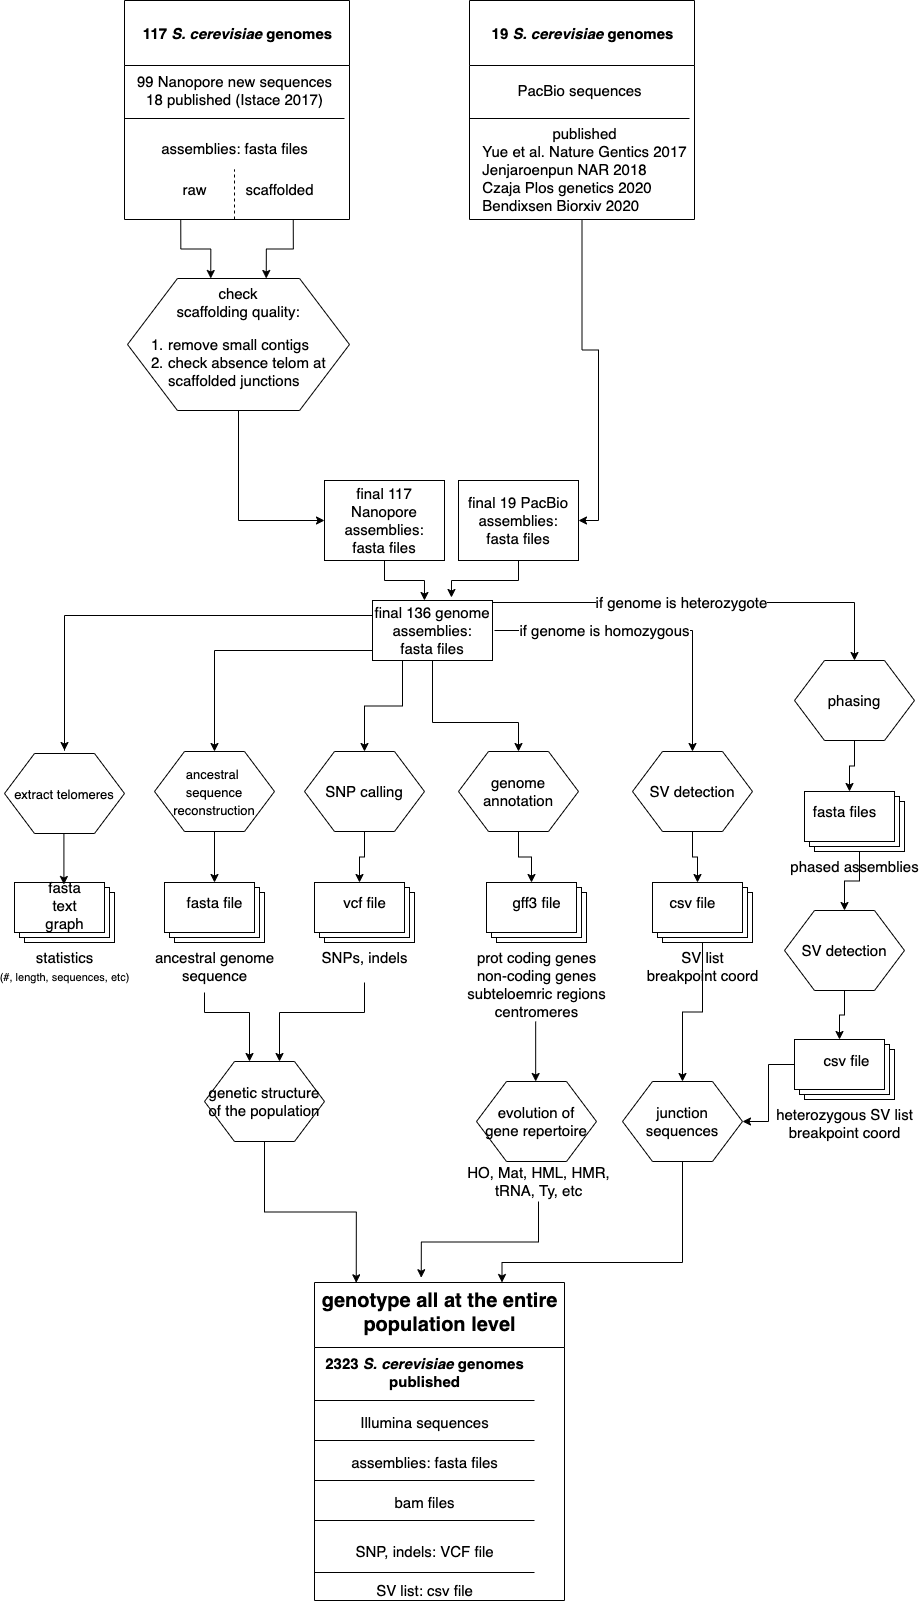 117 S. cerevisiae genomes
99 Nanopore new sequences
18 published (Istace 2017)
assemblies: fasta files
raw
scaffolded
19 S. cerevisiae genomes
PacBio sequences
published
Yue et al. Nature Gentics 2017
Jenjaroenpun NAR 2018
Czaja Plos genetics 2020
Bendixsen Biorxiv 2020
check
scaffolding quality:
1. remove small contigs
2. check absence telom at
scaffolded junctions
final 117
Nanopore
assemblies:
fasta files
final 19 PacBio
assemblies:
fasta files
final 136 genome
assemblies:
fasta files
if genome is heterozygote
if genome is homozygous
phasing
extract telomeres
ancestral
sequence
reconstruction
SNP calling
genome
annotation
SV detection
fasta files
phased assemblies
fasta
text
graph
statistics
(#, length, sequences, etc)
fasta file
ancestral genome
sequence
vcf file
SNPs, indels
gff3 file
prot coding genes
non-coding genes
subteloemric regions
centromeres
csv file
SV list
breakpoint coord
SV detection
csv file
heterozygous SV list
breakpoint coord
genetic structure
of the population
evolution of
gene repertoire
HO, Mat, HML, HMR,
tRNA, Ty, etc
junction
sequences
genotype all at the entire
population level
2323 S. cerevisiae genomes
published
Illumina sequences
assemblies: fasta files
bam files
SNP, indels: VCF file
SV list: csv file